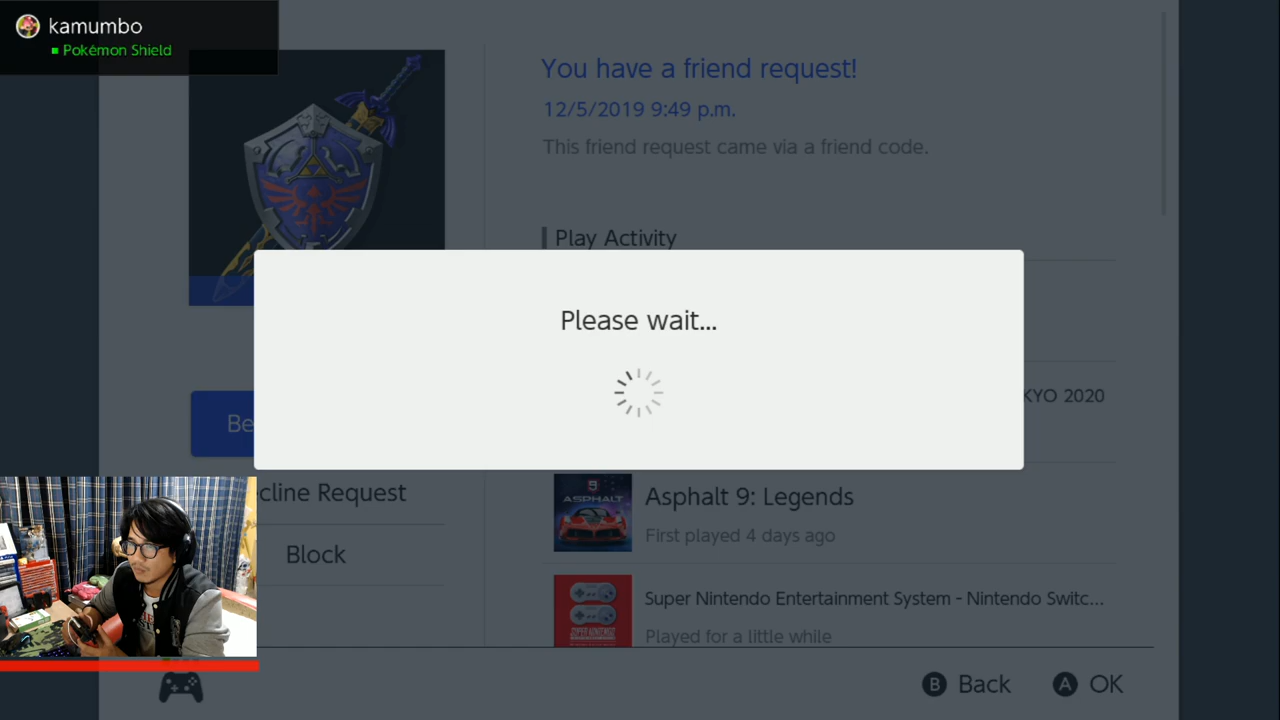 kamumbo
Pokémon Shield
You have a friend request!
12/5/2019 9:49 p.m.
This friend request came via a friend code.
Play Activity
Please wait...
Be
KYO 2020
cline Request
ASPHALT
Asphalt 9: Legends
First played 4 days ago
Block
Super Nintendo Entertainment System - Nintendo Switc...
Played for a little while
B Back
A OK